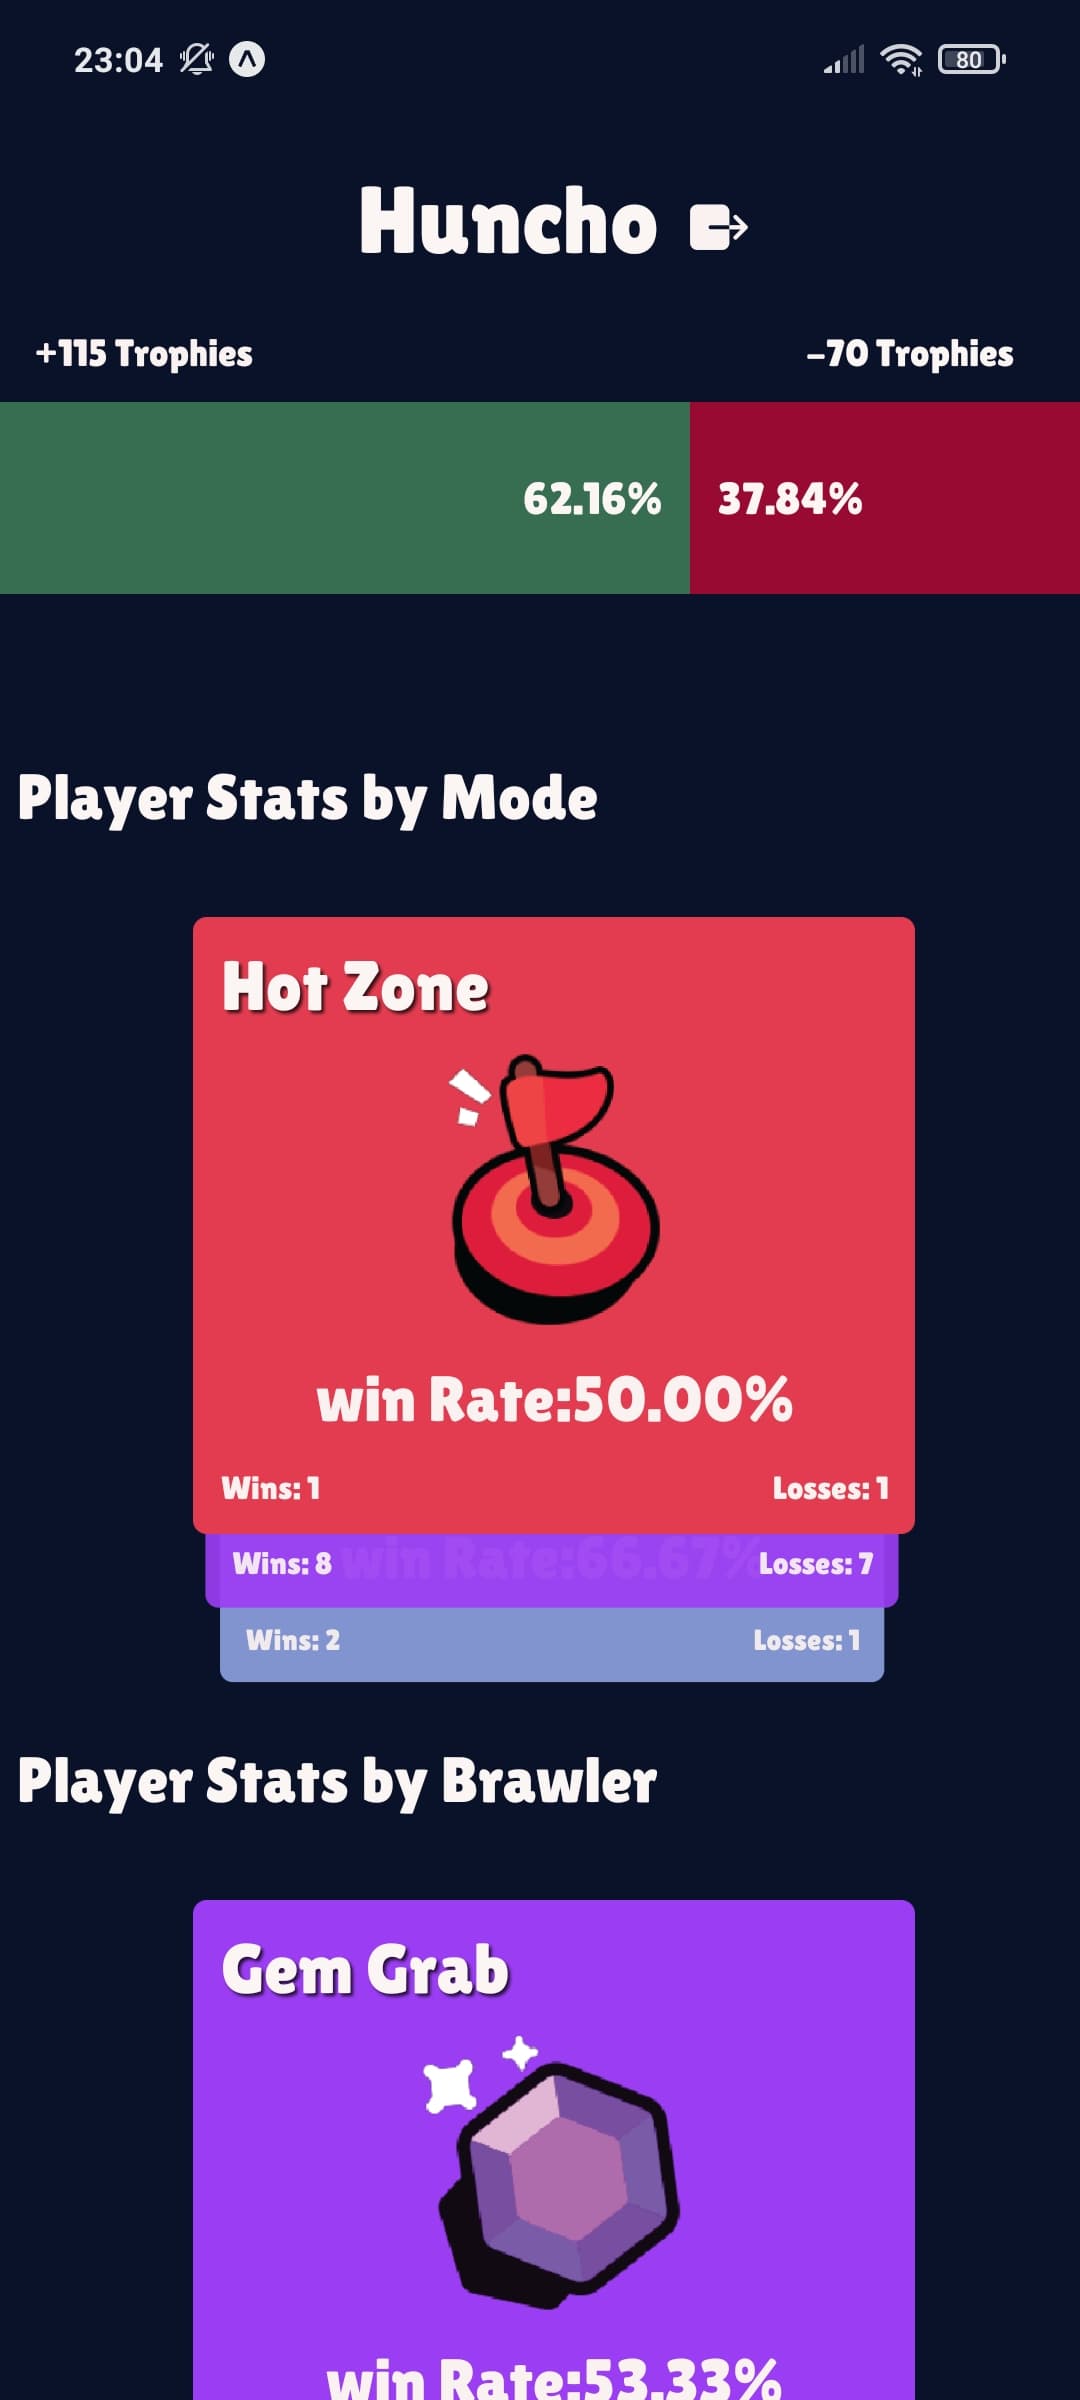 23:04 80
Huncho
+115 Trophies -70 Trophies
62.16% 37.84%
Player Stats by Mode
Hot Zone
win Rate:50.00%
Wins: 1 Losses: 1
Wins: 8 win Rate:66.67% Losses: 7
Wins: 2 Losses: 1
Player Stats by Brawler
Gem Grab
win Rate:53.33%